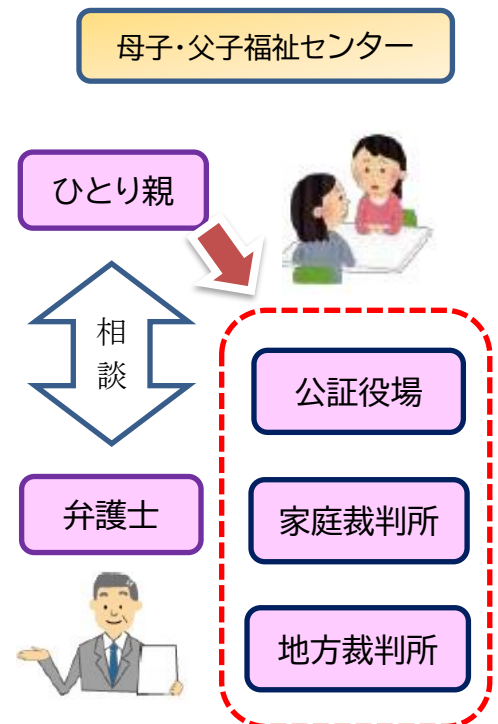 母子・父子福祉センター
ひとり親
相
談
弁護士
公証役場
家庭裁判所
地方裁判所